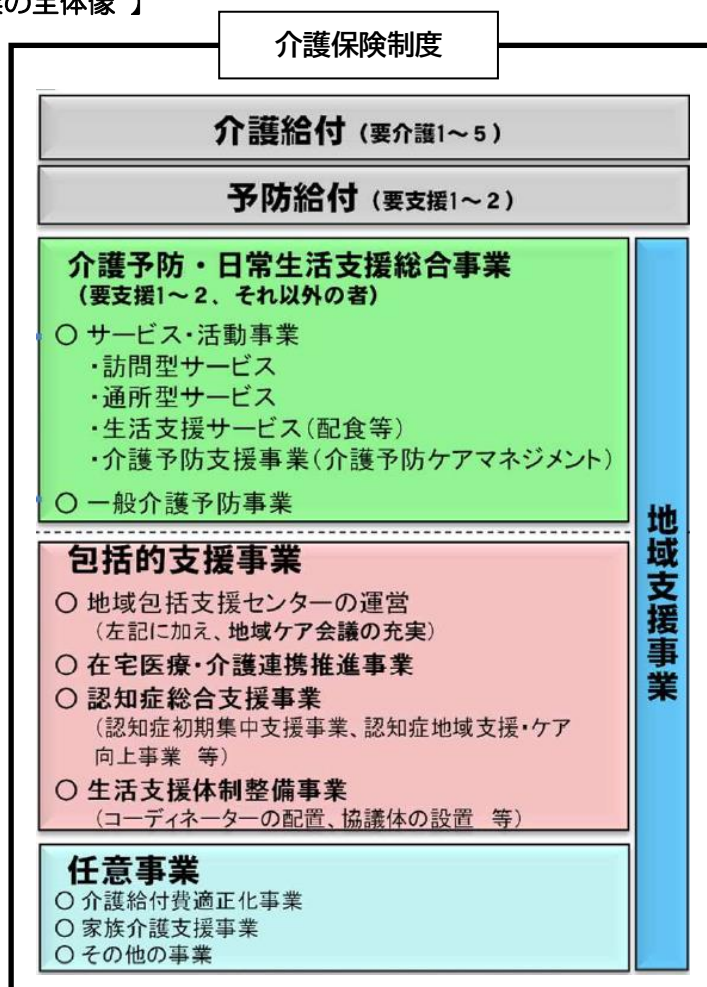 の全体像 】
介護保険制度
介護給付（要介護1～5）
予防給付（要支援1～2）
介護予防・日常生活支援総合事業
（要支援1～2、それ以外の者）
〇 サービス・活動事業
・訪問型サービス
・通所型サービス
・生活支援サービス（配食等）
・介護予防支援事業（介護予防ケアマネジメント）
〇 一般介護予防事業
包括的支援事業
〇 地域包括支援センターの運営
（左記に加え、地域ケア会議の充実）
〇 在宅医療・介護連携推進事業
〇 認知症総合支援事業
（認知症初期集中支援事業、認知症地域支援・ケア
向上事業 等）
〇 生活支援体制整備事業
（コーディネーターの配置、協議体の設置 等）
任意事業
〇 介護給付費適正化事業
〇 家族介護支援事業
〇 その他の事業
地域支援事業